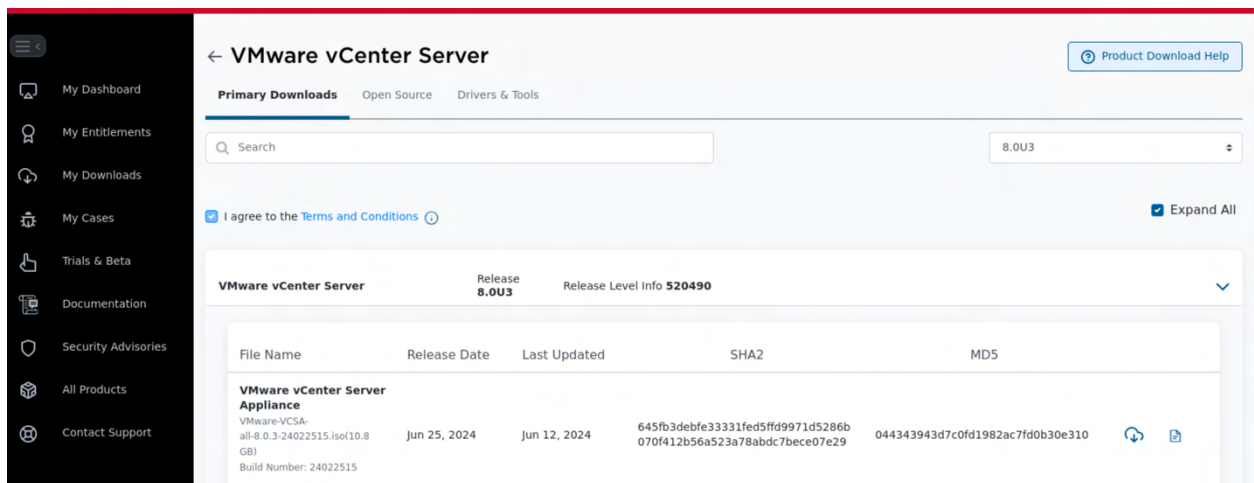 ← VMware vCenter Server
Product Download Help
My Dashboard
My Entitlements
My Downloads
My Cases
Trials & Beta
Documentation
Security Advisories
All Products
Contact Support
Primary Downloads Open Source Drivers & Tools
Search
8.0U3
I agree to the Terms and Conditions
Expand All
VMware vCenter Server
Release
8.0U3
Release Level Info 520490
File Name Release Date Last Updated SHA2 MD5
VMware vCenter Server
Appliance
VMware-VCSA-
all-8.0.3-24022515.iso(10.8
GB)
Build Number: 24022515
Jun 25, 2024
Jun 12, 2024
645fb3debfe33331fed5ffd9971d5286b
070f412b56a523a78abdc7bece07e29
044343943d7c0fd1982ac7fd0b30e310